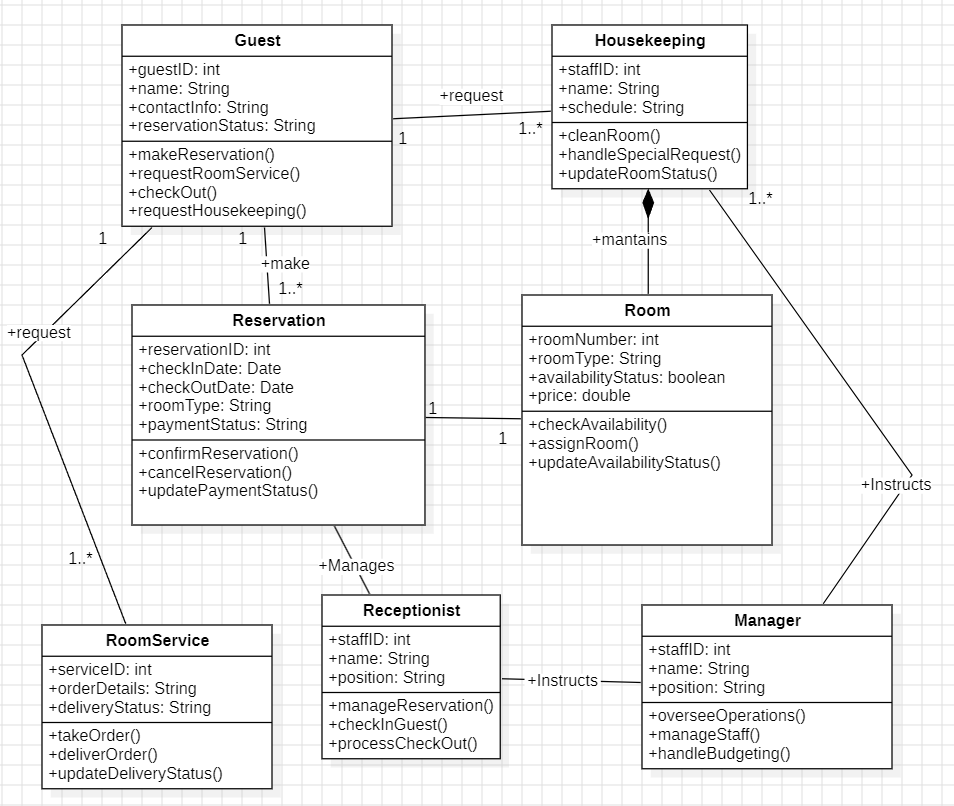 Guest
+guestID: int
+name: String
+contactInfo: String
+reservationStatus: String
+makeReservation()
+requestRoomService()
+checkOut()
+requestHousekeeping()
+request
1
1..*
Housekeeping
+staffID: int
+name: String
+schedule: String
+cleanRoom()
+handleSpecialRequest()
+updateRoomStatus()
1..*
+mantains
1
+request
1..*
1
+make
1..*
Reservation
+reservationID: int
+checkInDate: Date
+checkOutDate: Date
+roomType: String
+paymentStatus: String
+confirmReservation()
+cancelReservation()
+updatePaymentStatus()
1
1
Room
+roomNumber: int
+roomType: String
+availabilityStatus: boolean
+price: double
+checkAvailability()
+assignRoom()
+updateAvailabilityStatus()
+Instructs
+Manages
RoomService
+serviceID: int
+orderDetails: String
+deliveryStatus: String
+takeOrder()
+deliverOrder()
+updateDeliveryStatus()
Receptionist
+staffID: int
+name: String
+position: String
+manageReservation()
+checkInGuest()
+processCheckOut()
+Instructs
Manager
+staffID: int
+name: String
+position: String
+overseeOperations()
+manageStaff()
+handleBudgeting()